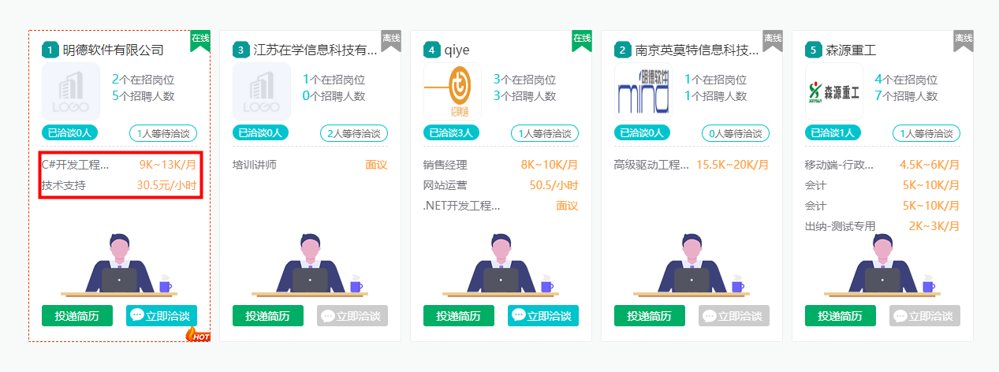 在线
1 明德软件有限公司
LOGO
2个在招岗位
5个招聘人数
已洽谈0人
1人等待洽谈
C#开发工程... 9K~13K/月
技术支持 30.5元/小时
投递简历
立即洽谈
HOT
离线
3 江苏在学信息科技有...
LOGO
1个在招岗位
0个招聘人数
已洽谈0人
2人等待洽谈
培训讲师 面议
投递简历
立即洽谈
在线
4 qiye
招聘通
3个在招岗位
3个招聘人数
已洽谈3人
1人等待洽谈
销售经理 8K~10K/月
网站运营 50.5/小时
.NET开发工程... 面议
投递简历
立即洽谈
离线
2 南京英莫特信息科技...
明德软件
mind
1个在招岗位
1个招聘人数
已洽谈0人
0人等待洽谈
高级驱动工程... 15.5K~20K/月
投递简历
立即洽谈
离线
5 森源重工
森源重工
4个在招岗位
7个招聘人数
已洽谈1人
1人等待洽谈
移动端-行政... 4.5K~6K/月
会计 5K~10K/月
会计 5K~10K/月
出纳-测试专用 2K~3K/月
投递简历
立即洽谈